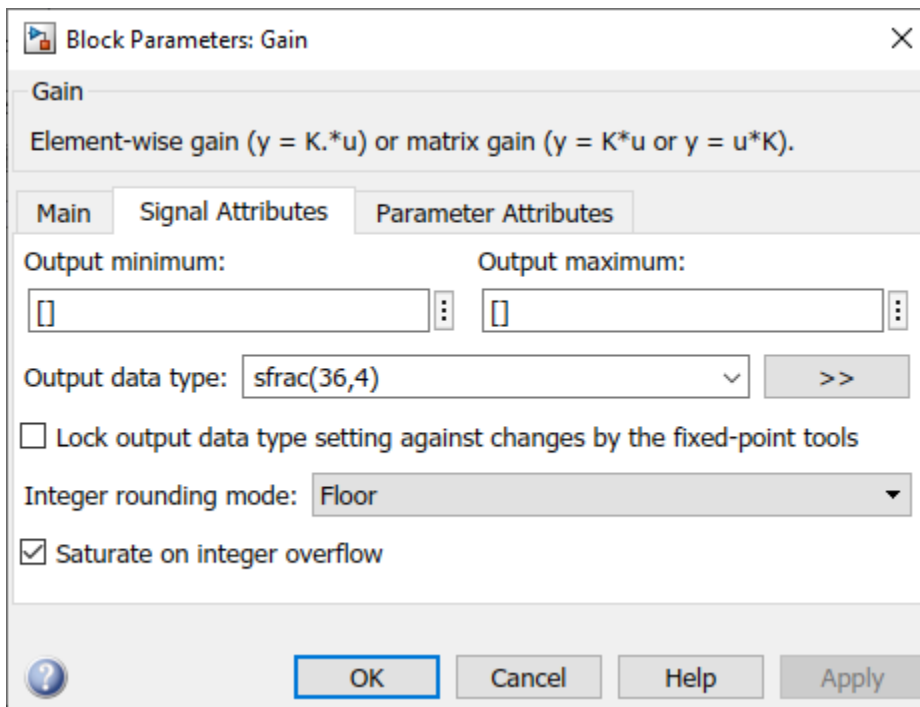 Block Parameters: Gain
Gain
Element-wise gain (y = K.*u) or matrix gain (y = K*u or y = u*K).
Main Signal Attributes Parameter Attributes
Output minimum: Output maximum:
[] []
Output data type: sfrac(36,4) >>
Lock output data type setting against changes by the fixed-point tools
Integer rounding mode: Floor
Saturate on integer overflow
? OK Cancel Help Apply